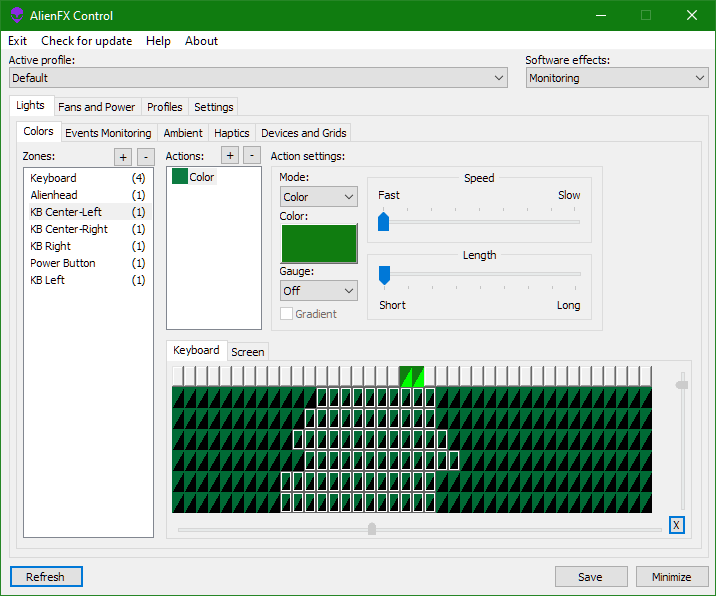 AlienFX Control
Exit Check for update Help About
Active profile: Software effects:
Default Monitoring
Lights Fans and Power Profiles Settings
Colors Events Monitoring Ambient Haptics Devices and Grids
Zones: + - Actions: + - Action settings:
Keyboard (4)
Alienhead (1)
KB Center-Left (1)
KB Center-Right (1)
KB Right (1)
Power Button (1)
KB Left (1)
Color
Mode:
Color
Color:
Gauge:
Off
Gradient
Speed
Fast Slow
Length
Short Long
Keyboard Screen
X
Refresh Save Minimize